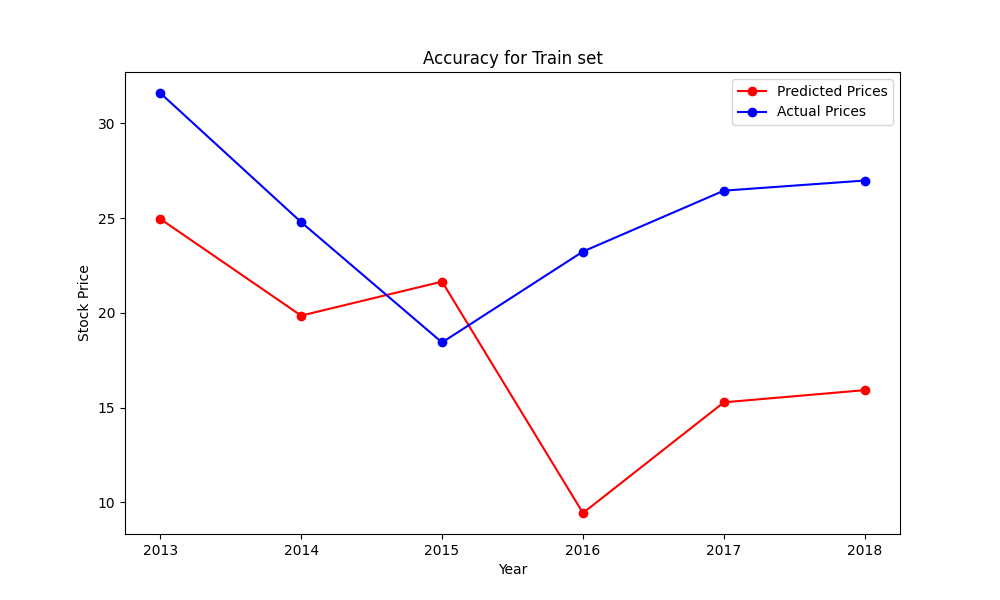 Accuracy for Train set
Predicted Prices
Actual Prices
Stock Price
30
25
20
15
10
2013 2014 2015 2016 2017 2018
Year